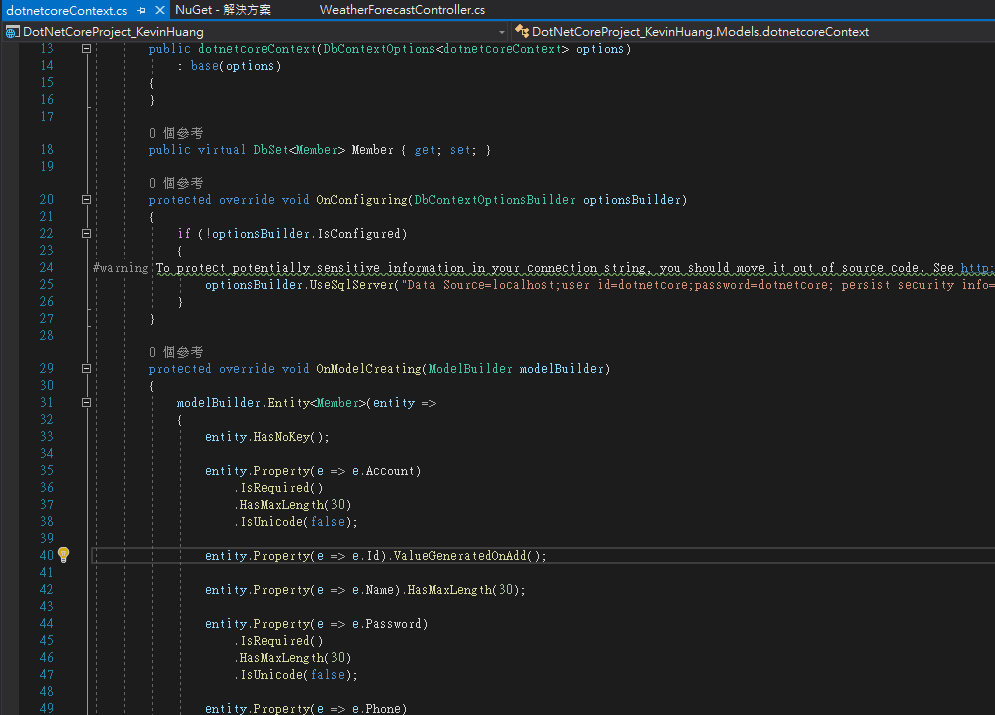 dotnetcoreContext.cs NuGet - 解決方案 WeatherForecastController.cs
DotNetCoreProject_KevinHuang DotNetCoreProject_KevinHuang.Models.dotnetcoreContext
13 public dotnetcoreContext(DbContextOptions<dotnetcoreContext> options)
14 : base(options)
15 {
16 }
17
0 個參考
18 public virtual DbSet<Member> Member { get; set; }
19
0 個參考
20 protected override void OnConfiguring(DbContextOptionsBuilder optionsBuilder)
21 {
22 if (!optionsBuilder.IsConfigured)
23 {
24 #warning To protect potentially sensitive information in your connection string, you should move it out of source code. See http:
25 optionsBuilder.UseSqlServer("Data Source=localhost;user id=dotnetcore;password=dotnetcore; persist security info=
26 }
27 }
28
0 個參考
29 protected override void OnModelCreating(ModelBuilder modelBuilder)
30 {
31 modelBuilder.Entity<Member>(entity =>
32 {
33 entity.HasNoKey();
34
35 entity.Property(e => e.Account)
36 .IsRequired()
37 .HasMaxLength(30)
38 .IsUnicode(false);
39
40 entity.Property(e => e.Id).ValueGeneratedOnAdd();
41
42 entity.Property(e => e.Name).HasMaxLength(30);
43
44 entity.Property(e => e.Password)
45 .IsRequired()
46 .HasMaxLength(30)
47 .IsUnicode(false);
48
49 entity.Property(e => e.Phone)